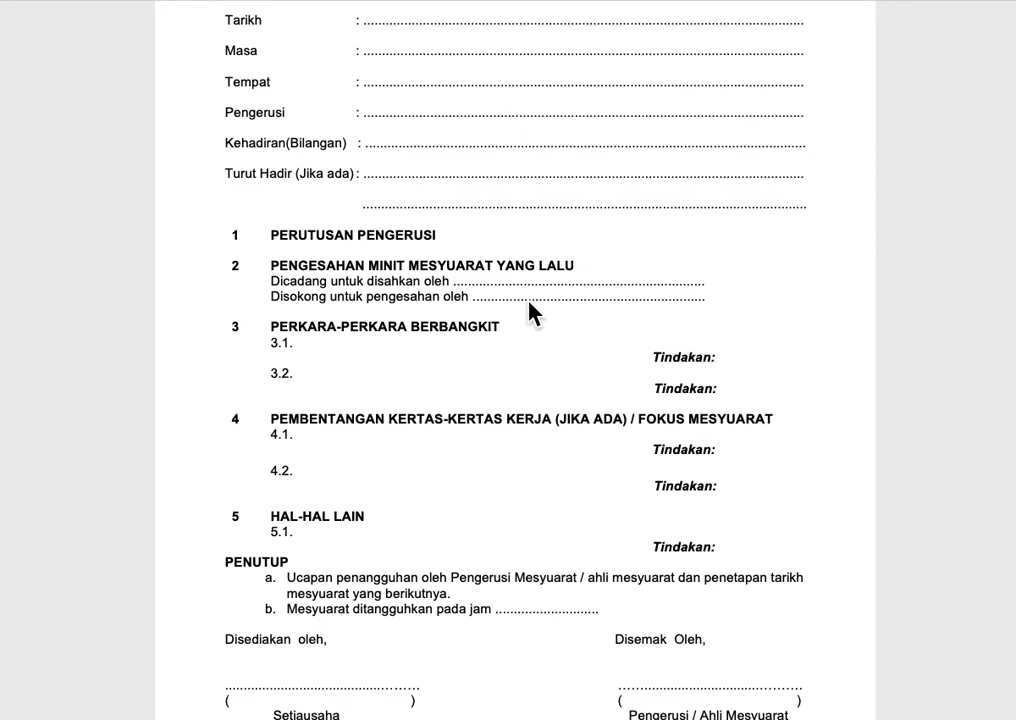 Tarikh : ........................................................................................................................
Masa : ........................................................................................................................
Tempat : ........................................................................................................................
Pengerusi : ........................................................................................................................
Kehadiran(Bilangan) : ........................................................................................................................
Turut Hadir (Jika ada) : ........................................................................................................................
.........................................................................................................................
1 PERUTUSAN PENGERUSI
2 PENGESAHAN MINIT MESYUARAT YANG LALU
Dicadang untuk disahkan oleh ....................................................................
Disokong untuk pengesahan oleh ...............................................................
3 PERKARA-PERKARA BERBANGKIT
3.1.
Tindakan:
3.2.
Tindakan:
4 PEMBENTANGAN KERTAS-KERTAS KERJA (JIKA ADA) / FOKUS MESYUARAT
4.1.
Tindakan:
4.2.
Tindakan:
5 HAL-HAL LAIN
5.1.
Tindakan:
PENUTUP
a. Ucapan penangguhan oleh Pengerusi Mesyuarat / ahli mesyuarat dan penetapan tarikh
mesyuarat yang berikutnya.
b. Mesyuarat ditangguhkan pada jam ............................
Disediakan oleh, Disemak Oleh,
..................................................... ..................................................
( ) ( )
Setiausaha Pengerusi / Ahli Mesyuarat